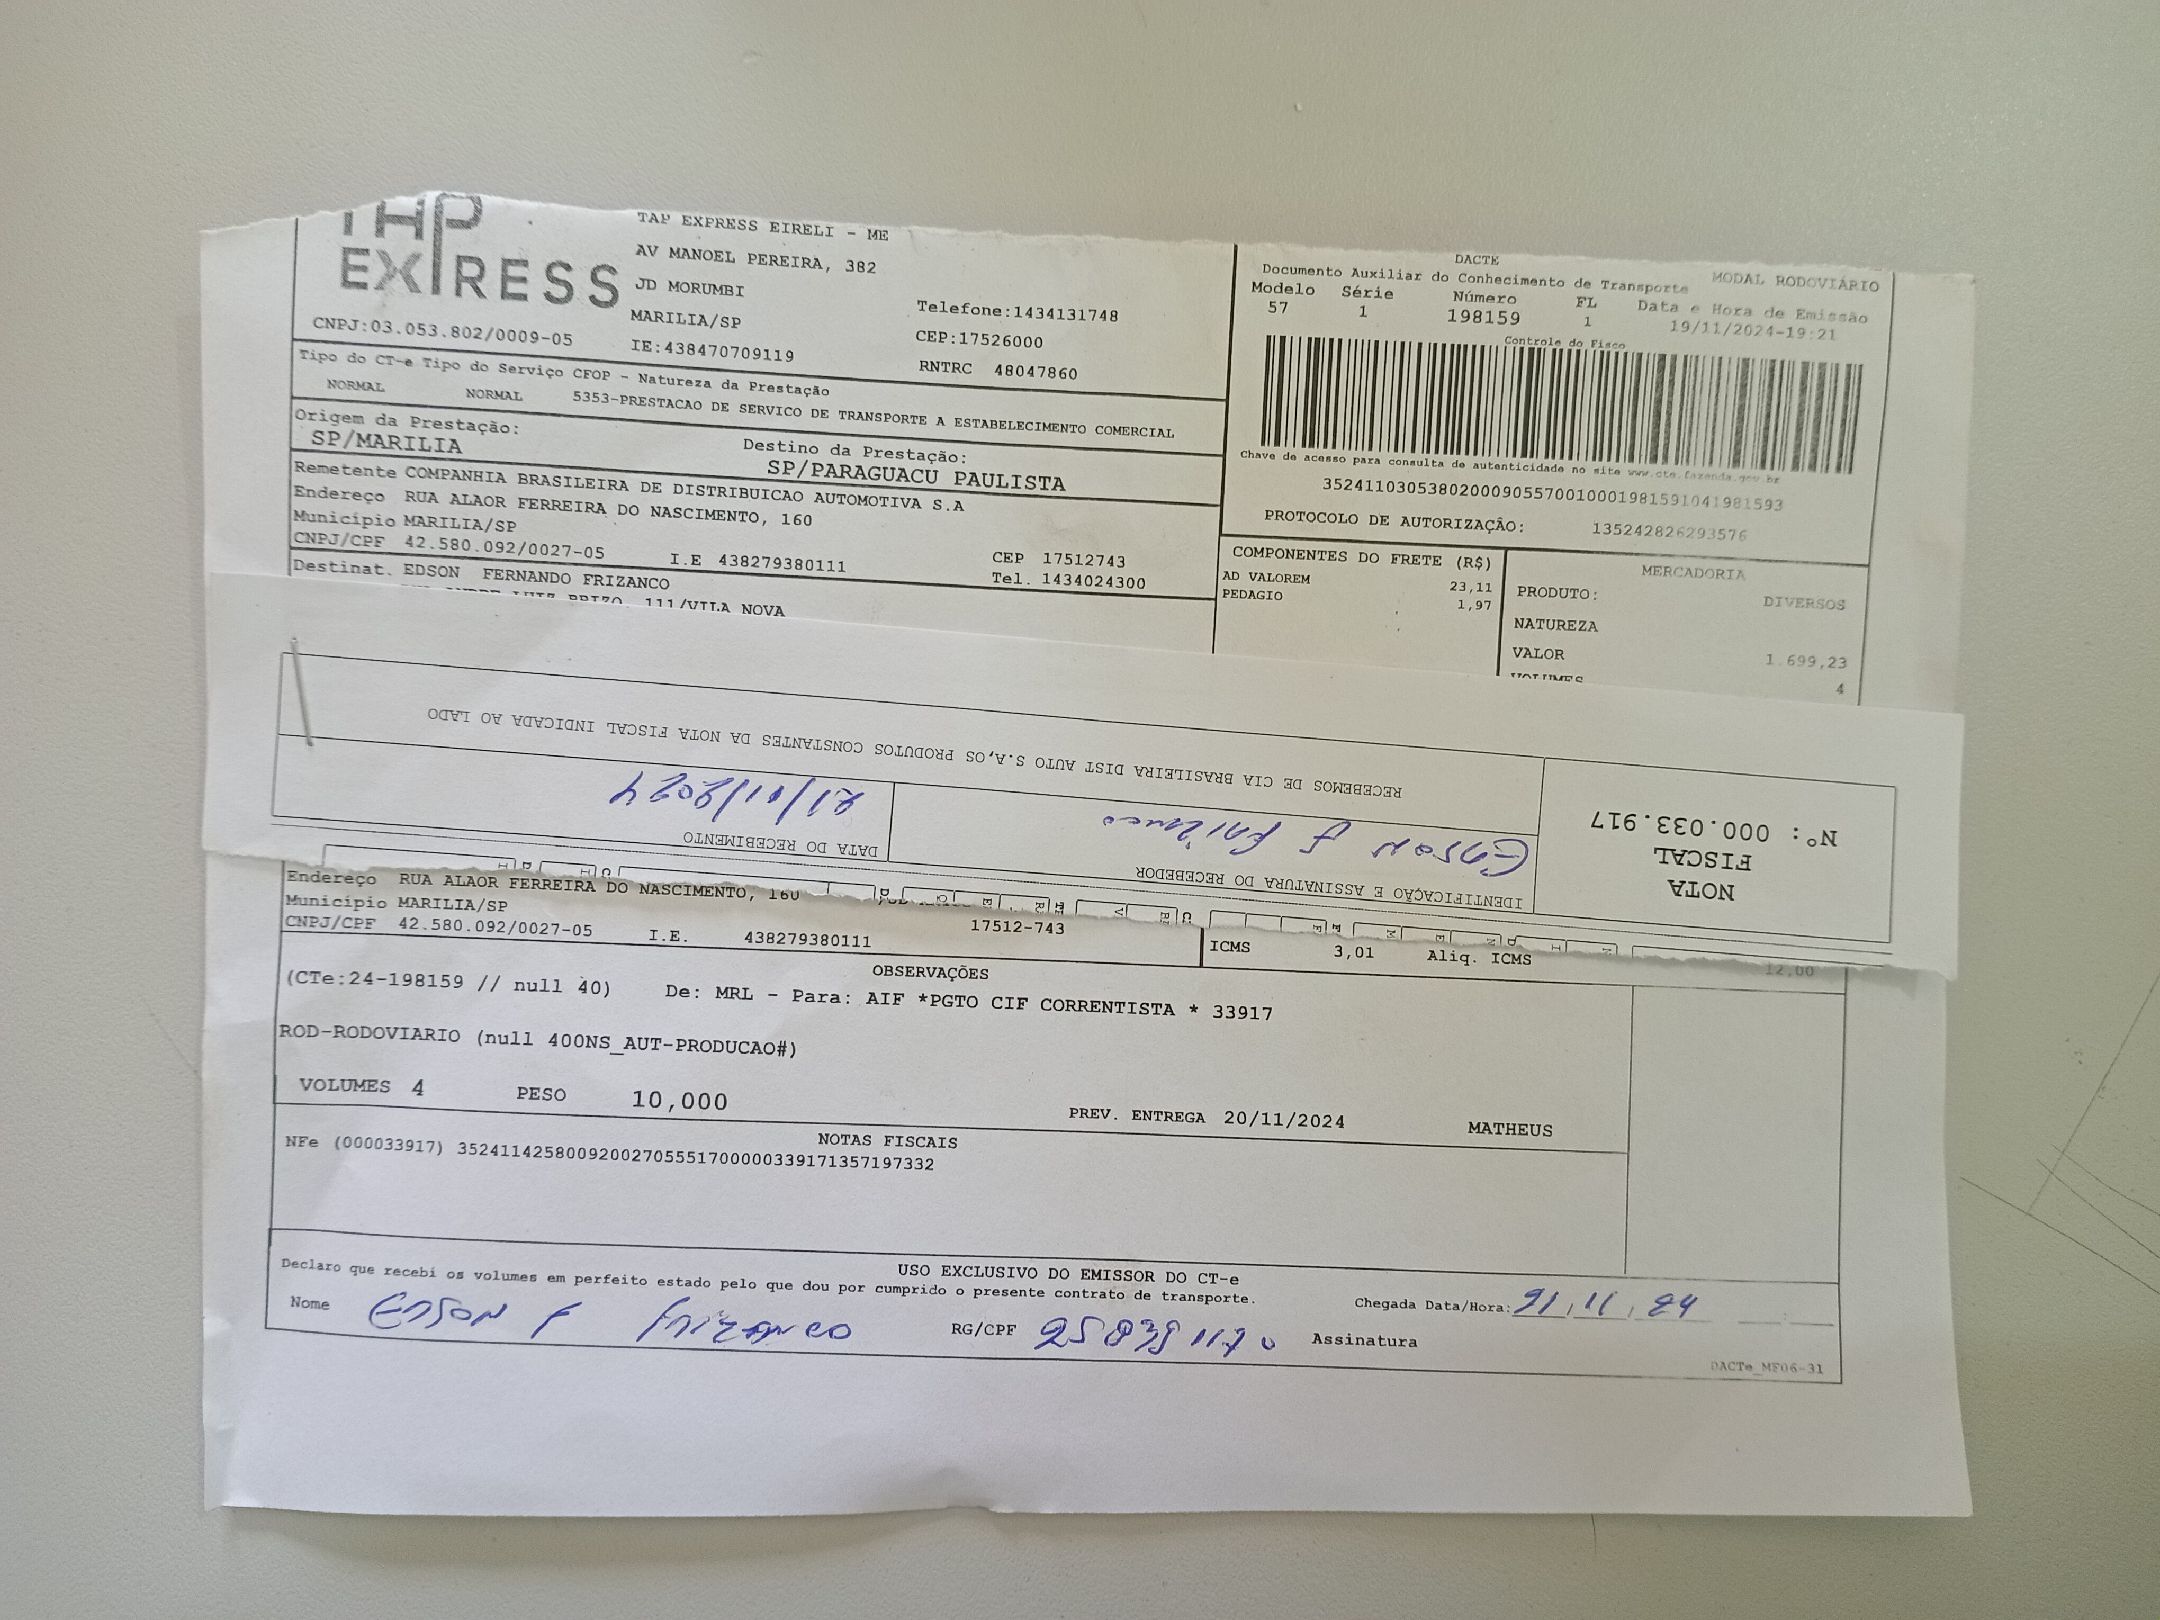 TAP
EXPRESS
CNPJ:03.053.802/0009-05
TAP EXPRESS EIRELI - ME
AV MANOEL PEREIRA, 382
JD MORUMBI
MARILIA/SP
IE:438470709119
Telefone:1434131748
CEP:17526000
RNTRC 48047860
DACTE
Documento Auxiliar do Conhecimento de Transporte
MODAL RODOVIÁRIO
Modelo Série Número FL Data e Hora de Emissão
57 1 198159 1 19/11/2024-19:21
Controle do Fisco
Chave de acesso para consulta de autenticidade no site www.cte.fazenda.gov.br
35241103053802000905570010001981591041981593
PROTOCOLO DE AUTORIZAÇÃO: 135242826293576
Tipo do CT-e Tipo do Serviço CFOP - Natureza da Prestação
NORMAL NORMAL 5353-PRESTACAO DE SERVICO DE TRANSPORTE A ESTABELECIMENTO COMERCIAL
Origem da Prestação:
SP/MARILIA
Destino da Prestação:
SP/PARAGUACU PAULISTA
Remetente COMPANHIA BRASILEIRA DE DISTRIBUICAO AUTOMOTIVA S.A
Endereço RUA ALAOR FERREIRA DO NASCIMENTO, 160
Município MARILIA/SP
CNPJ/CPF 42.580.092/0027-05 I.E 438279380111
CEP 17512743
Tel. 1434024300
Destinat. EDSON FERNANDO FRIZANCO
111/VILA NOVA
COMPONENTES DO FRETE (R$)
AD VALOREM 23,11
PEDAGIO 1,97
MERCADORIA
PRODUTO: DIVERSOS
NATUREZA
VALOR 1.699,23
VOLUMES 4
RECEBEMOS DE CIA BRASILEIRA DIST AUTO S.A,OS PRODUTOS CONSTANTES DA NOTA FISCAL INDICADA AO LADO
NOTA
FISCAL
Nº: 000.033.917
IDENTIFICAÇÃO E ASSINATURA DO RECEBEDOR
Edson F Frizanco
DATA DO RECEBIMENTO
21/11/2024
Endereço RUA ALAOR FERREIRA DO NASCIMENTO, 160
Município MARILIA/SP
CNPJ/CPF 42.580.092/0027-05 I.E. 438279380111
17512-743
ICMS 3,01 Aliq. ICMS 12,00
OBSERVAÇÕES
(CTe:24-198159 // null 40) De: MRL - Para: AIF *PGTO CIF CORRENTISTA * 33917
ROD-RODOVIARIO (null 400NS_AUT-PRODUCAO#)
VOLUMES 4 PESO 10,000 PREV. ENTREGA 20/11/2024 MATHEUS
NOTAS FISCAIS
NFe (000033917) 35241142580092002705551700000339171357197332
USO EXCLUSIVO DO EMISSOR DO CT-e
Declaro que recebi os volumes em perfeito estado pelo que dou por cumprido o presente contrato de transporte.
Chegada Data/Hora: 21/11/24
Nome Edson F Frizanco RG/CPF Assinatura
DACTe_MF06-31